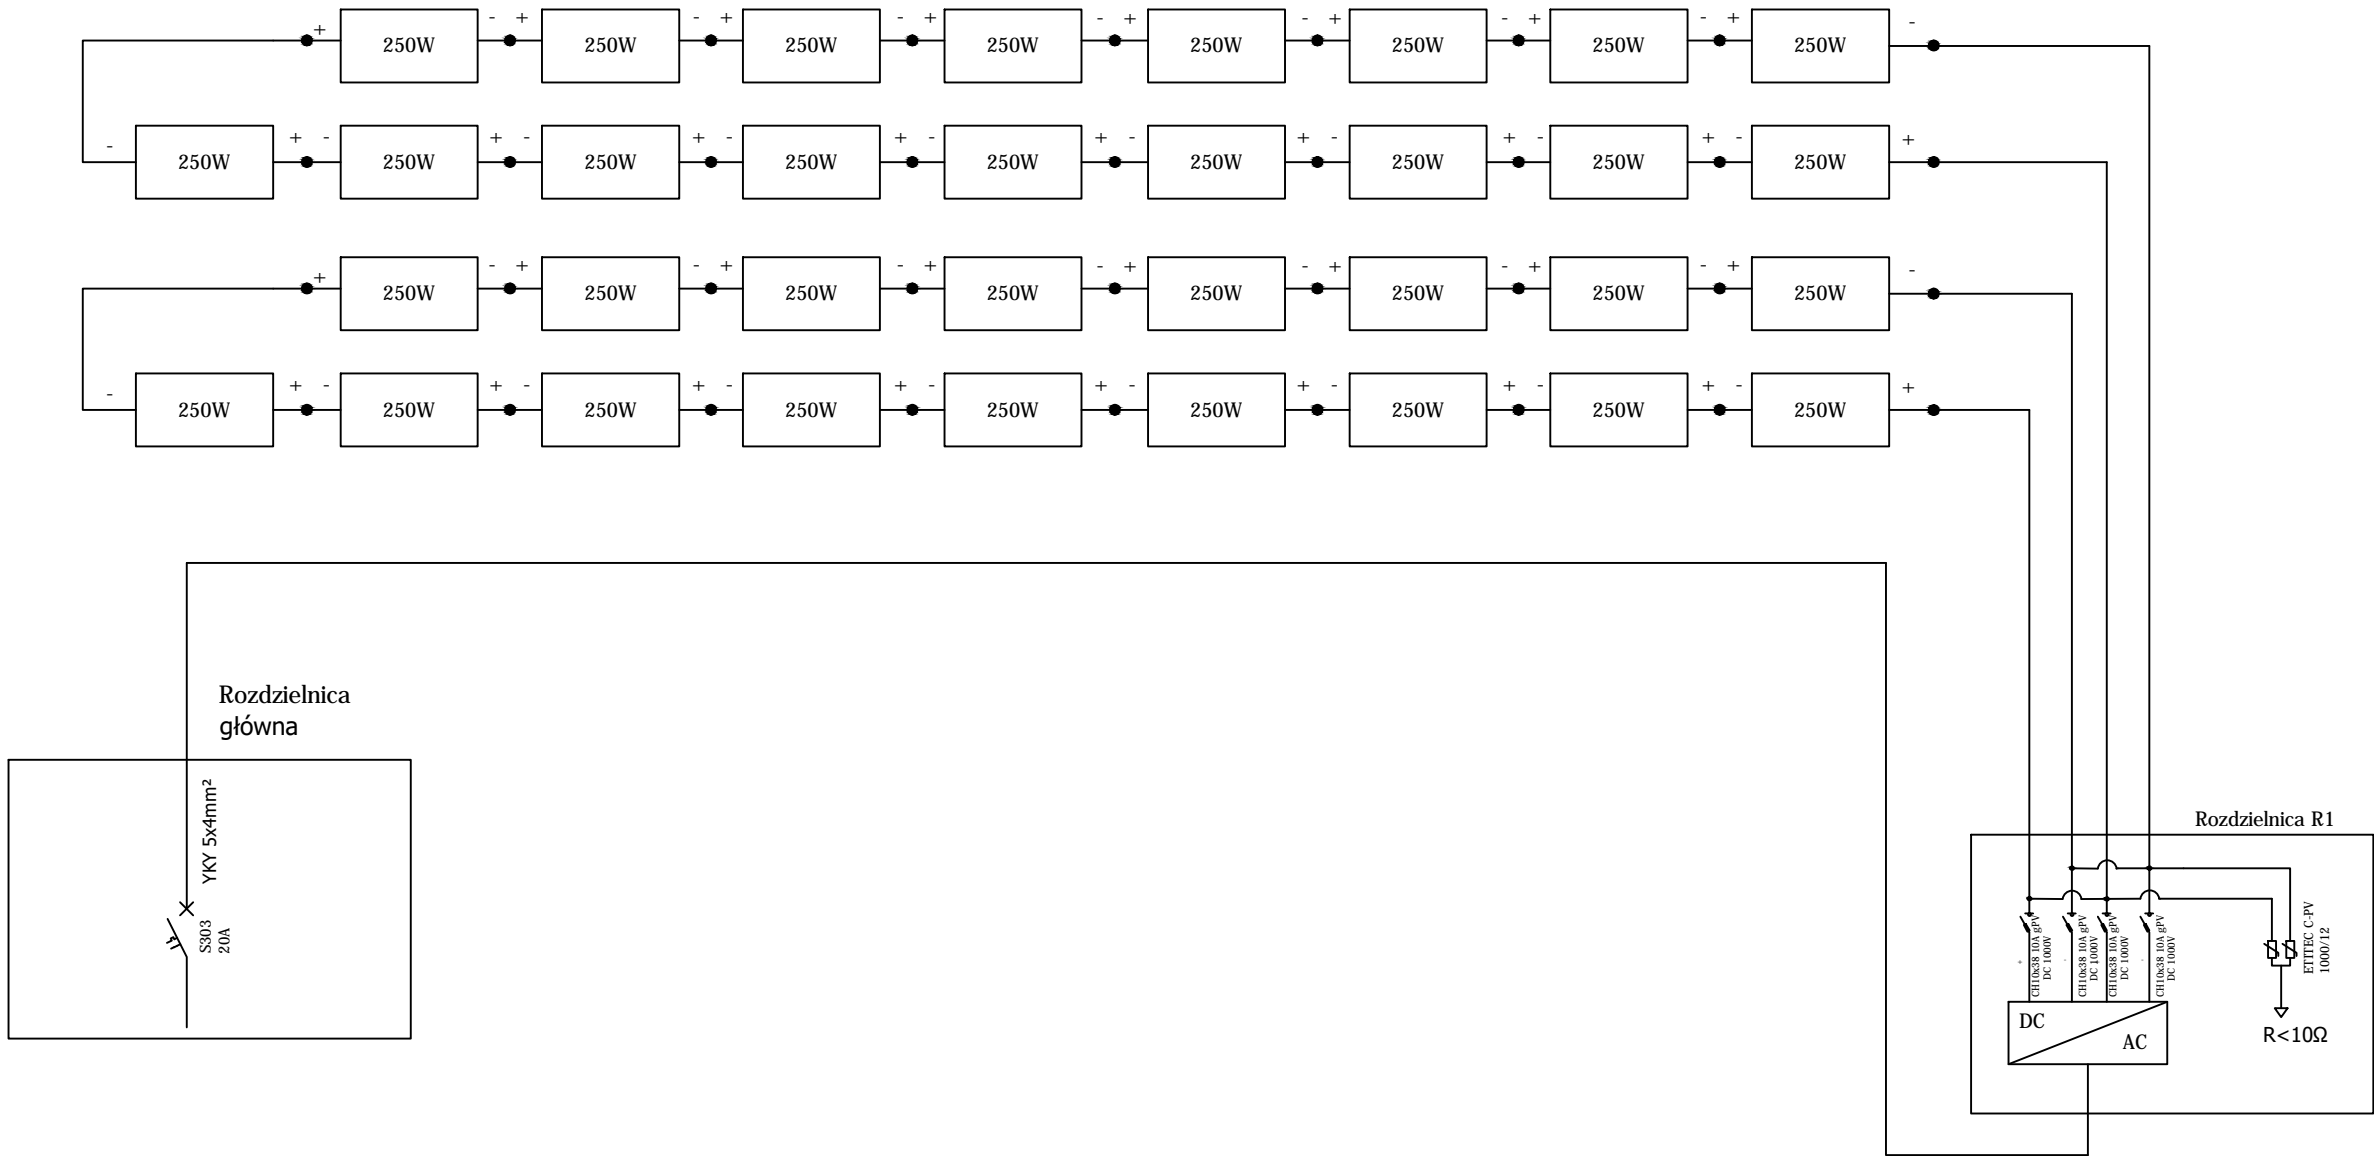 + 250W - + 250W - + 250W - + 250W - + 250W - + 250W - + 250W - + 250W -
- 250W + - 250W + - 250W + - 250W + - 250W + - 250W + - 250W + - 250W + - 250W +
+ 250W - + 250W - + 250W - + 250W - + 250W - + 250W - + 250W - + 250W -
- 250W + - 250W + - 250W + - 250W + - 250W + - 250W + - 250W + - 250W + - 250W +
Rozdzielnica
główna
YKY 5x4mm²
S303
20A
Rozdzielnica R1
+
CH10x38 10A gPV
DC 1000V
-
CH10x38 10A gPV
DC 1000V
+
CH10x38 10A gPV
DC 1000V
-
CH10x38 10A gPV
DC 1000V
ETITEC C-PV
1000/12
DC
AC
R<10Ω